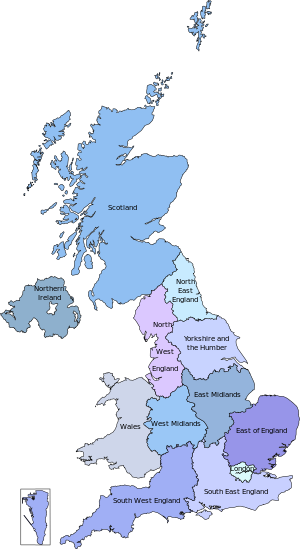 Scotland
Northern
Ireland
North
East
England
North
West
England
Yorkshire and
the Humber
East Midlands
Wales
West Midlands
East of England
London
South West England
South East England